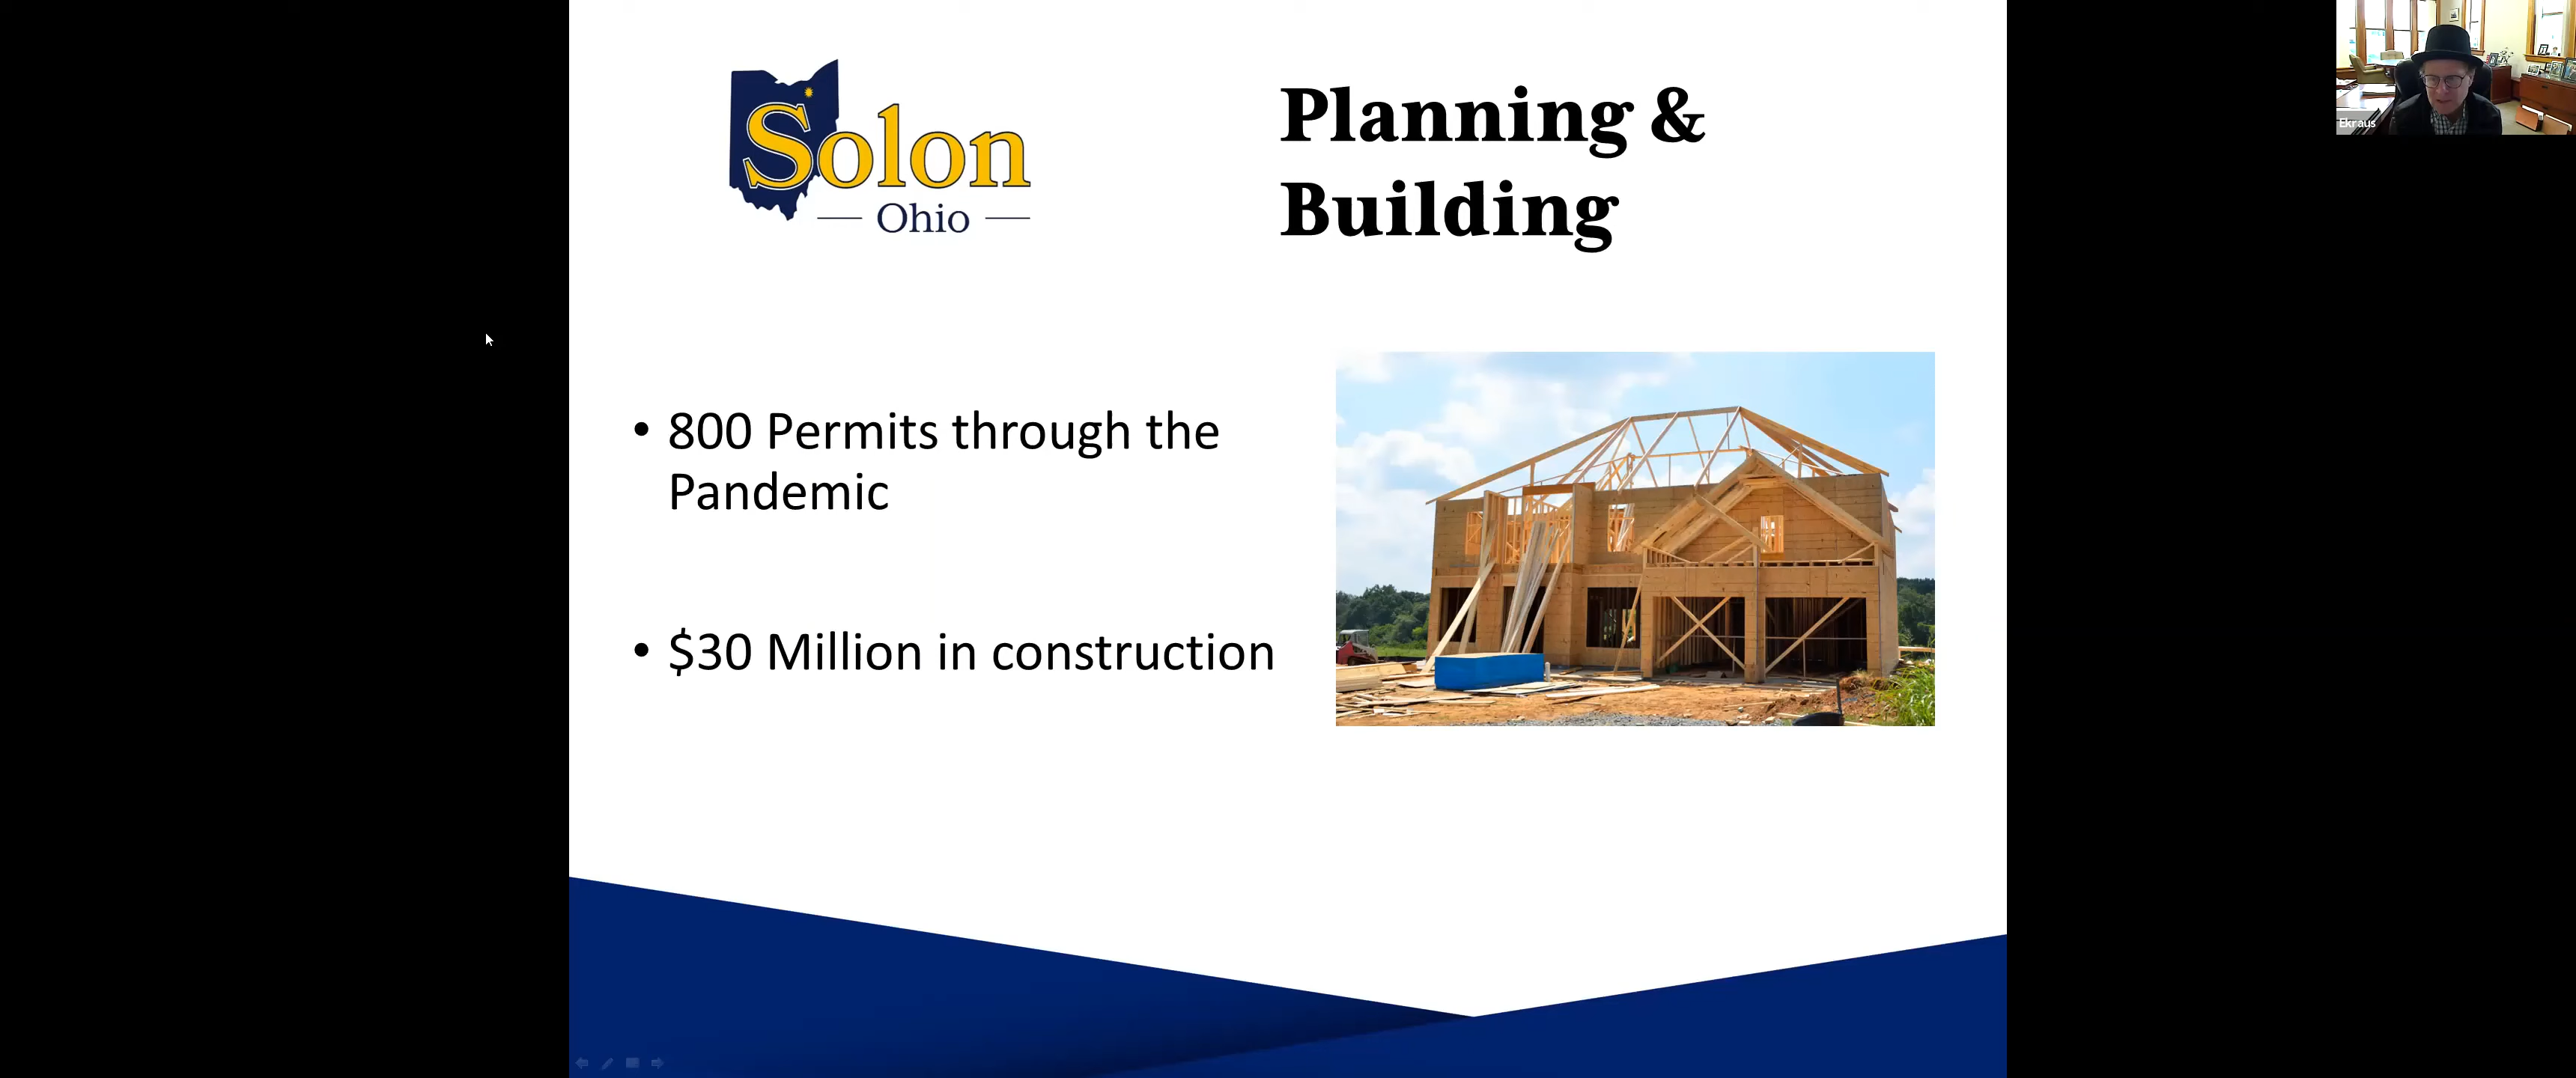 Solon
Ohio
Planning &
Building
• 800 Permits through the
Pandemic
• $30 Million in construction
Ekraus